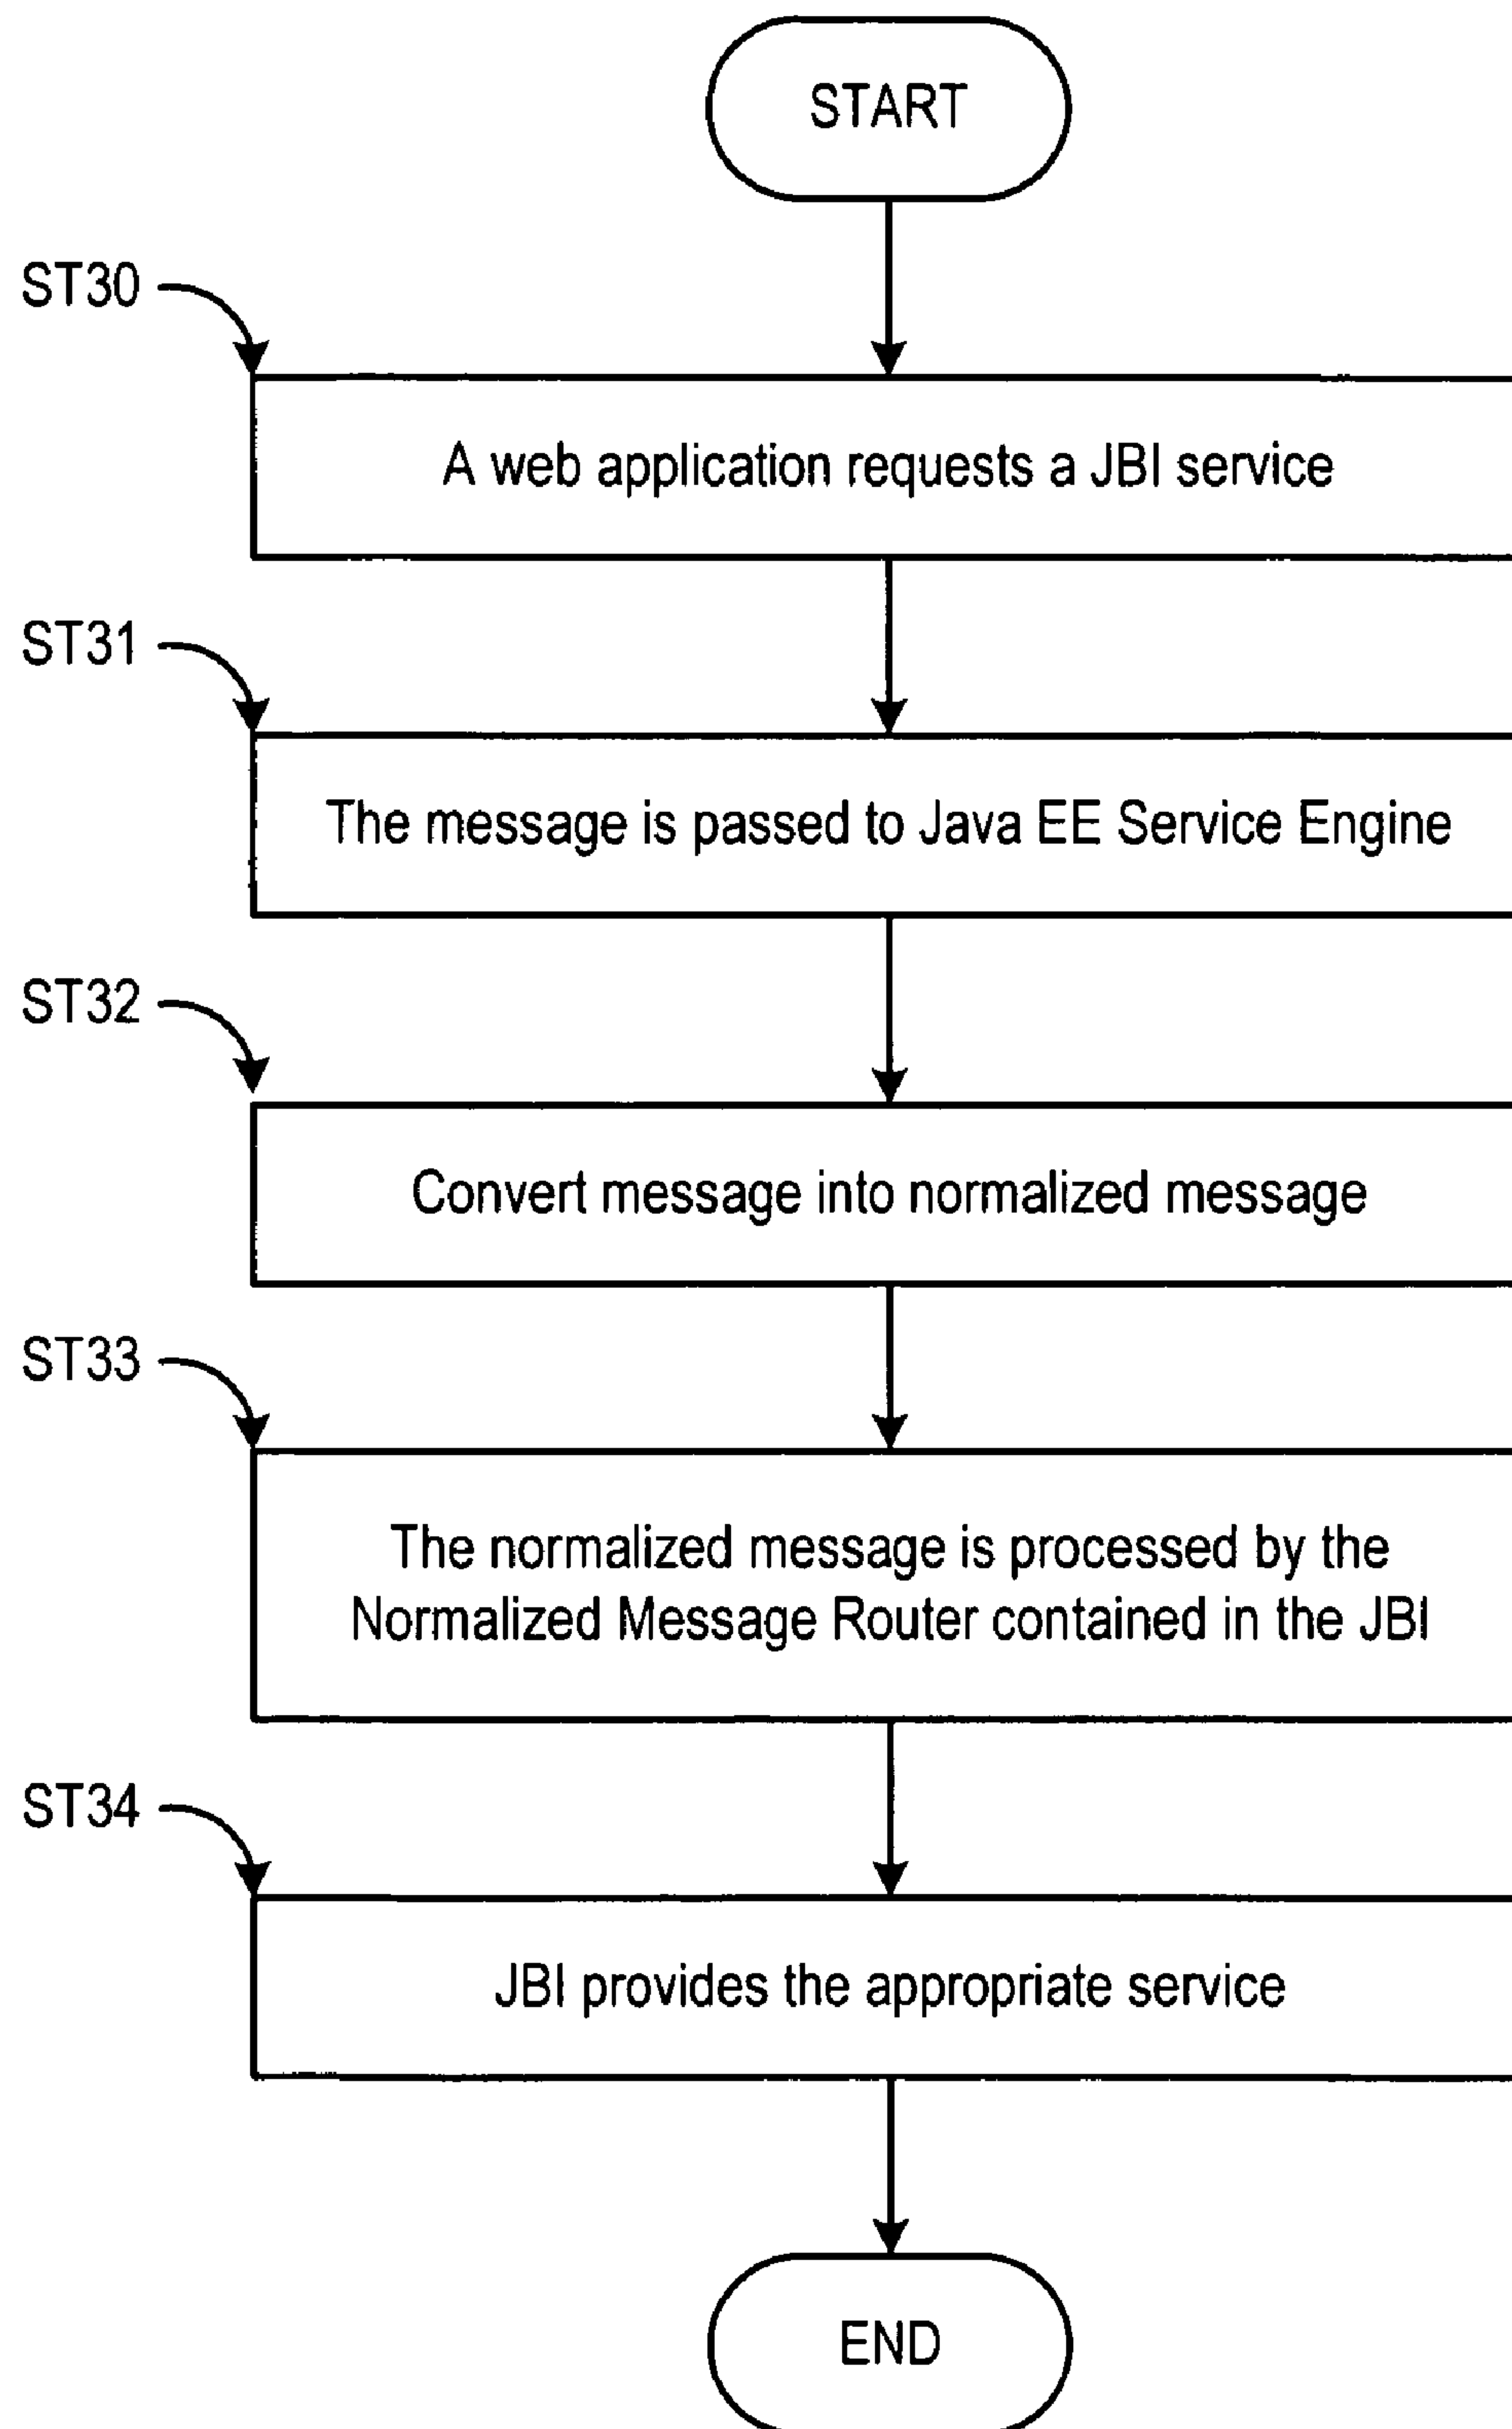 START
ST30
A web application requests a JBI service
ST31
The message is passed to Java EE Service Engine
ST32
Convert message into normalized message
ST33
The normalized message is processed by the
Normalized Message Router contained in the JBI
ST34
JBI provides the appropriate service
END